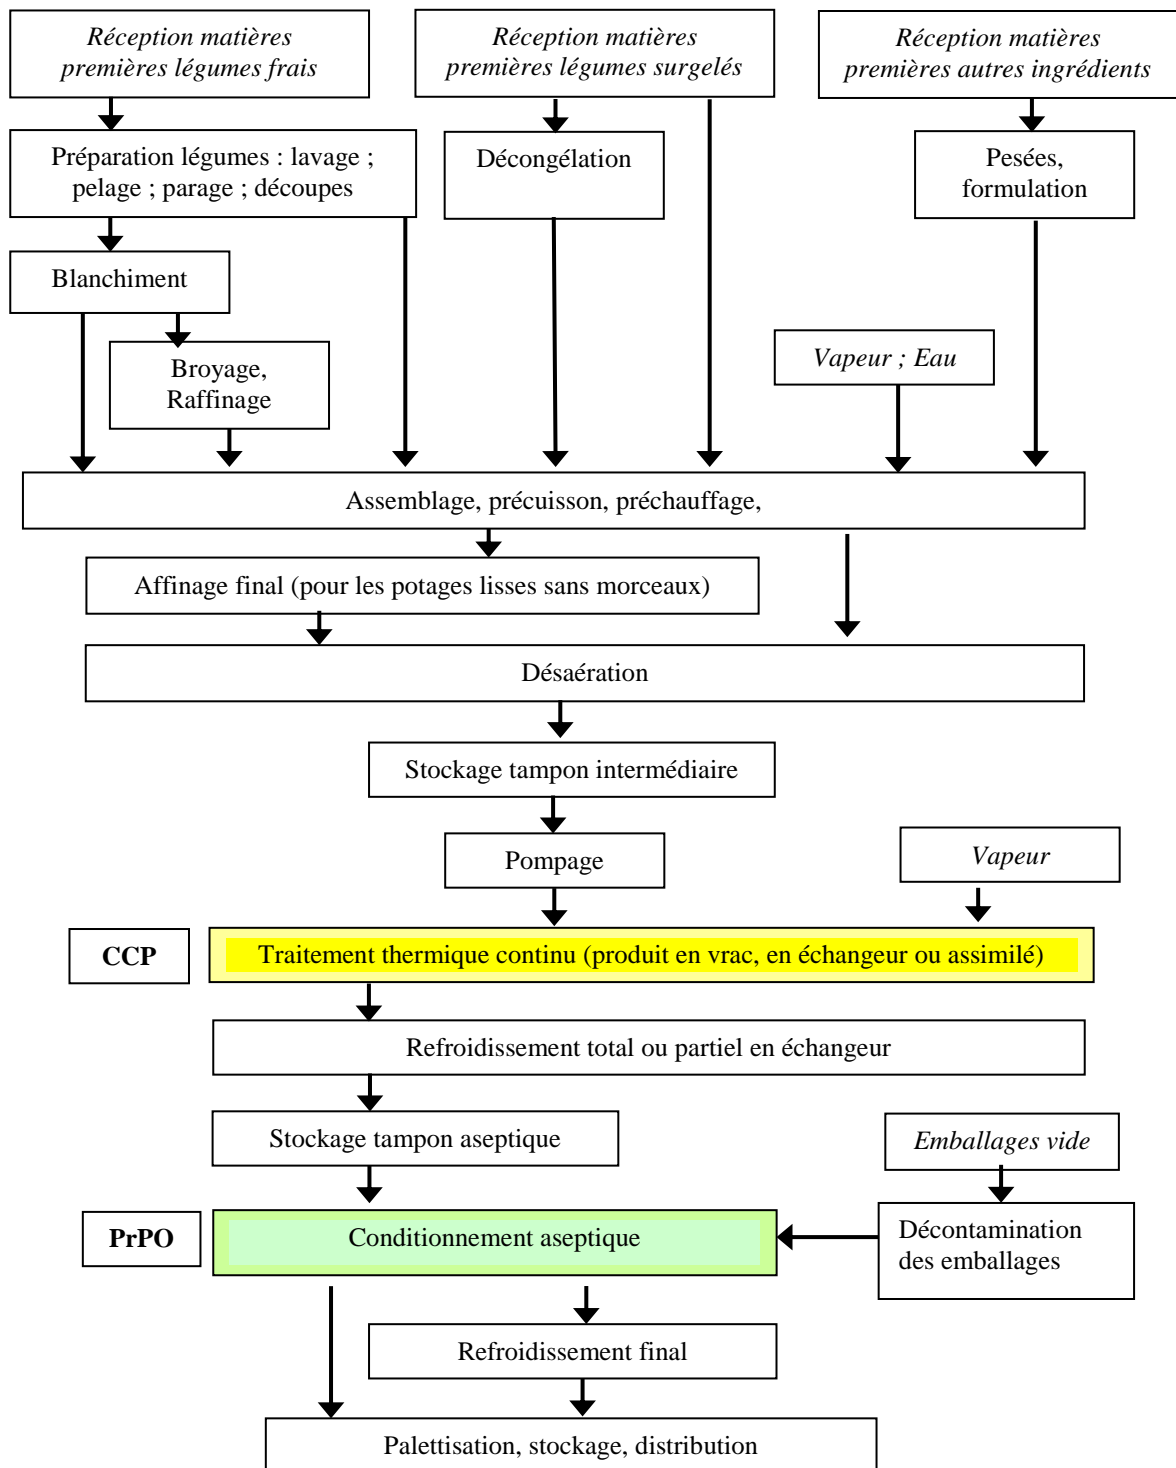 Réception matières
premières légumes frais
Réception matières
premières légumes surgelés
Réception matières
premières autres ingrédients
Préparation légumes : lavage ;
pelage ; parage ; découpes
Décongélation
Pesées,
formulation
Blanchiment
Broyage,
Raffinage
Vapeur ; Eau
Assemblage, précuisson, préchauffage,
Affinage final (pour les potages lisses sans morceaux)
Désaération
Stockage tampon intermédiaire
Pompage
Vapeur
CCP
Traitement thermique continu (produit en vrac, en échangeur ou assimilé)
Refroidissement total ou partiel en échangeur
Stockage tampon aseptique
Emballages vide
PrPO
Conditionnement aseptique
Décontamination
des emballages
Refroidissement final
Palettisation, stockage, distribution